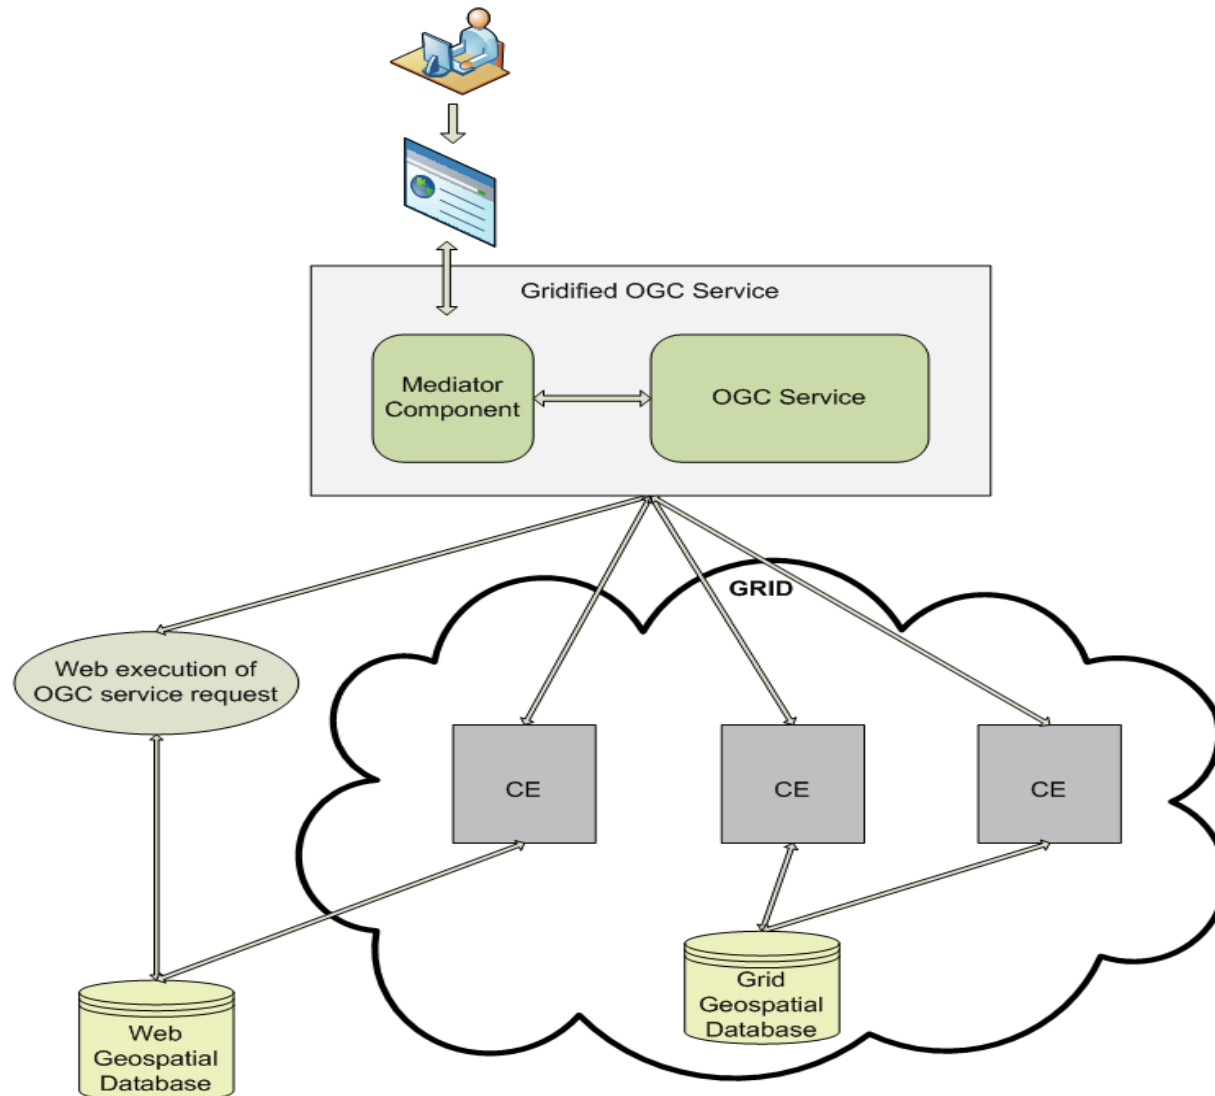 Gridified OGC Service
Mediator
Component
OGC Service
GRID
Web execution of
OGC service request
CE
CE
CE
Grid
Geospatial
Database
Web
Geospatial
Database